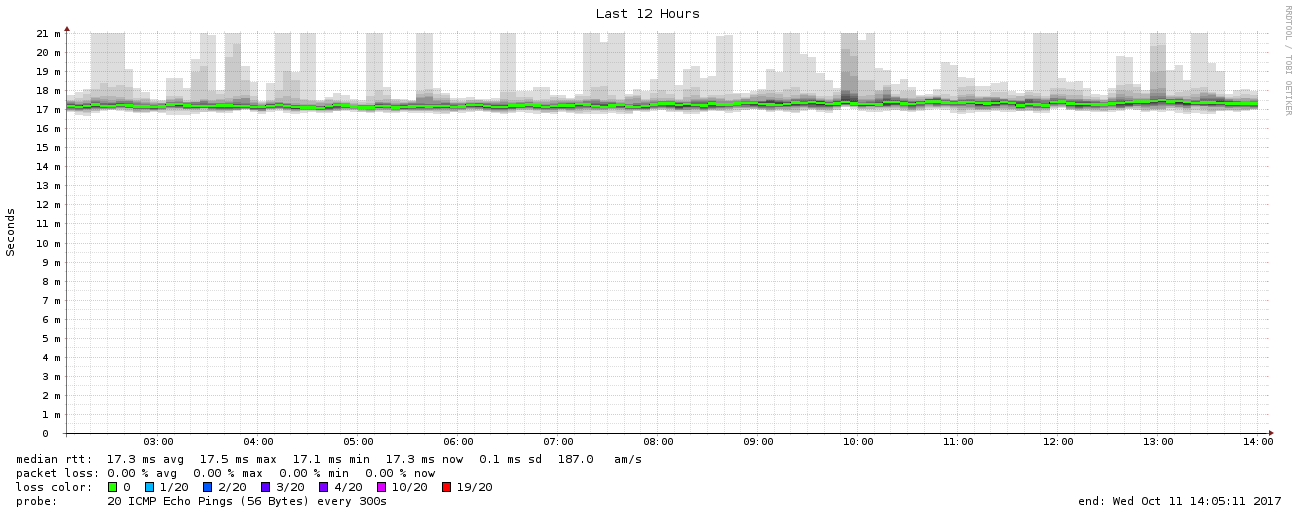 Last 12 Hours
RRDTOOL / TOBI OETIKER
Seconds
21 m
20 m
19 m
18 m
17 m
16 m
15 m
14 m
13 m
12 m
11 m
10 m
9 m
8 m
7 m
6 m
5 m
4 m
3 m
2 m
1 m
0
03:00 04:00 05:00 06:00 07:00 08:00 09:00 10:00 11:00 12:00 13:00 14:00
median rtt: 17.3 ms avg 17.5 ms max 17.1 ms min 17.3 ms now 0.1 ms sd 187.0 am/s
packet loss: 0.00 % avg 0.00 % max 0.00 % min 0.00 % now
loss color: 0 1/20 2/20 3/20 4/20 10/20 19/20
probe: 20 ICMP Echo Pings (56 Bytes) every 300s end: Wed Oct 11 14:05:11 2017